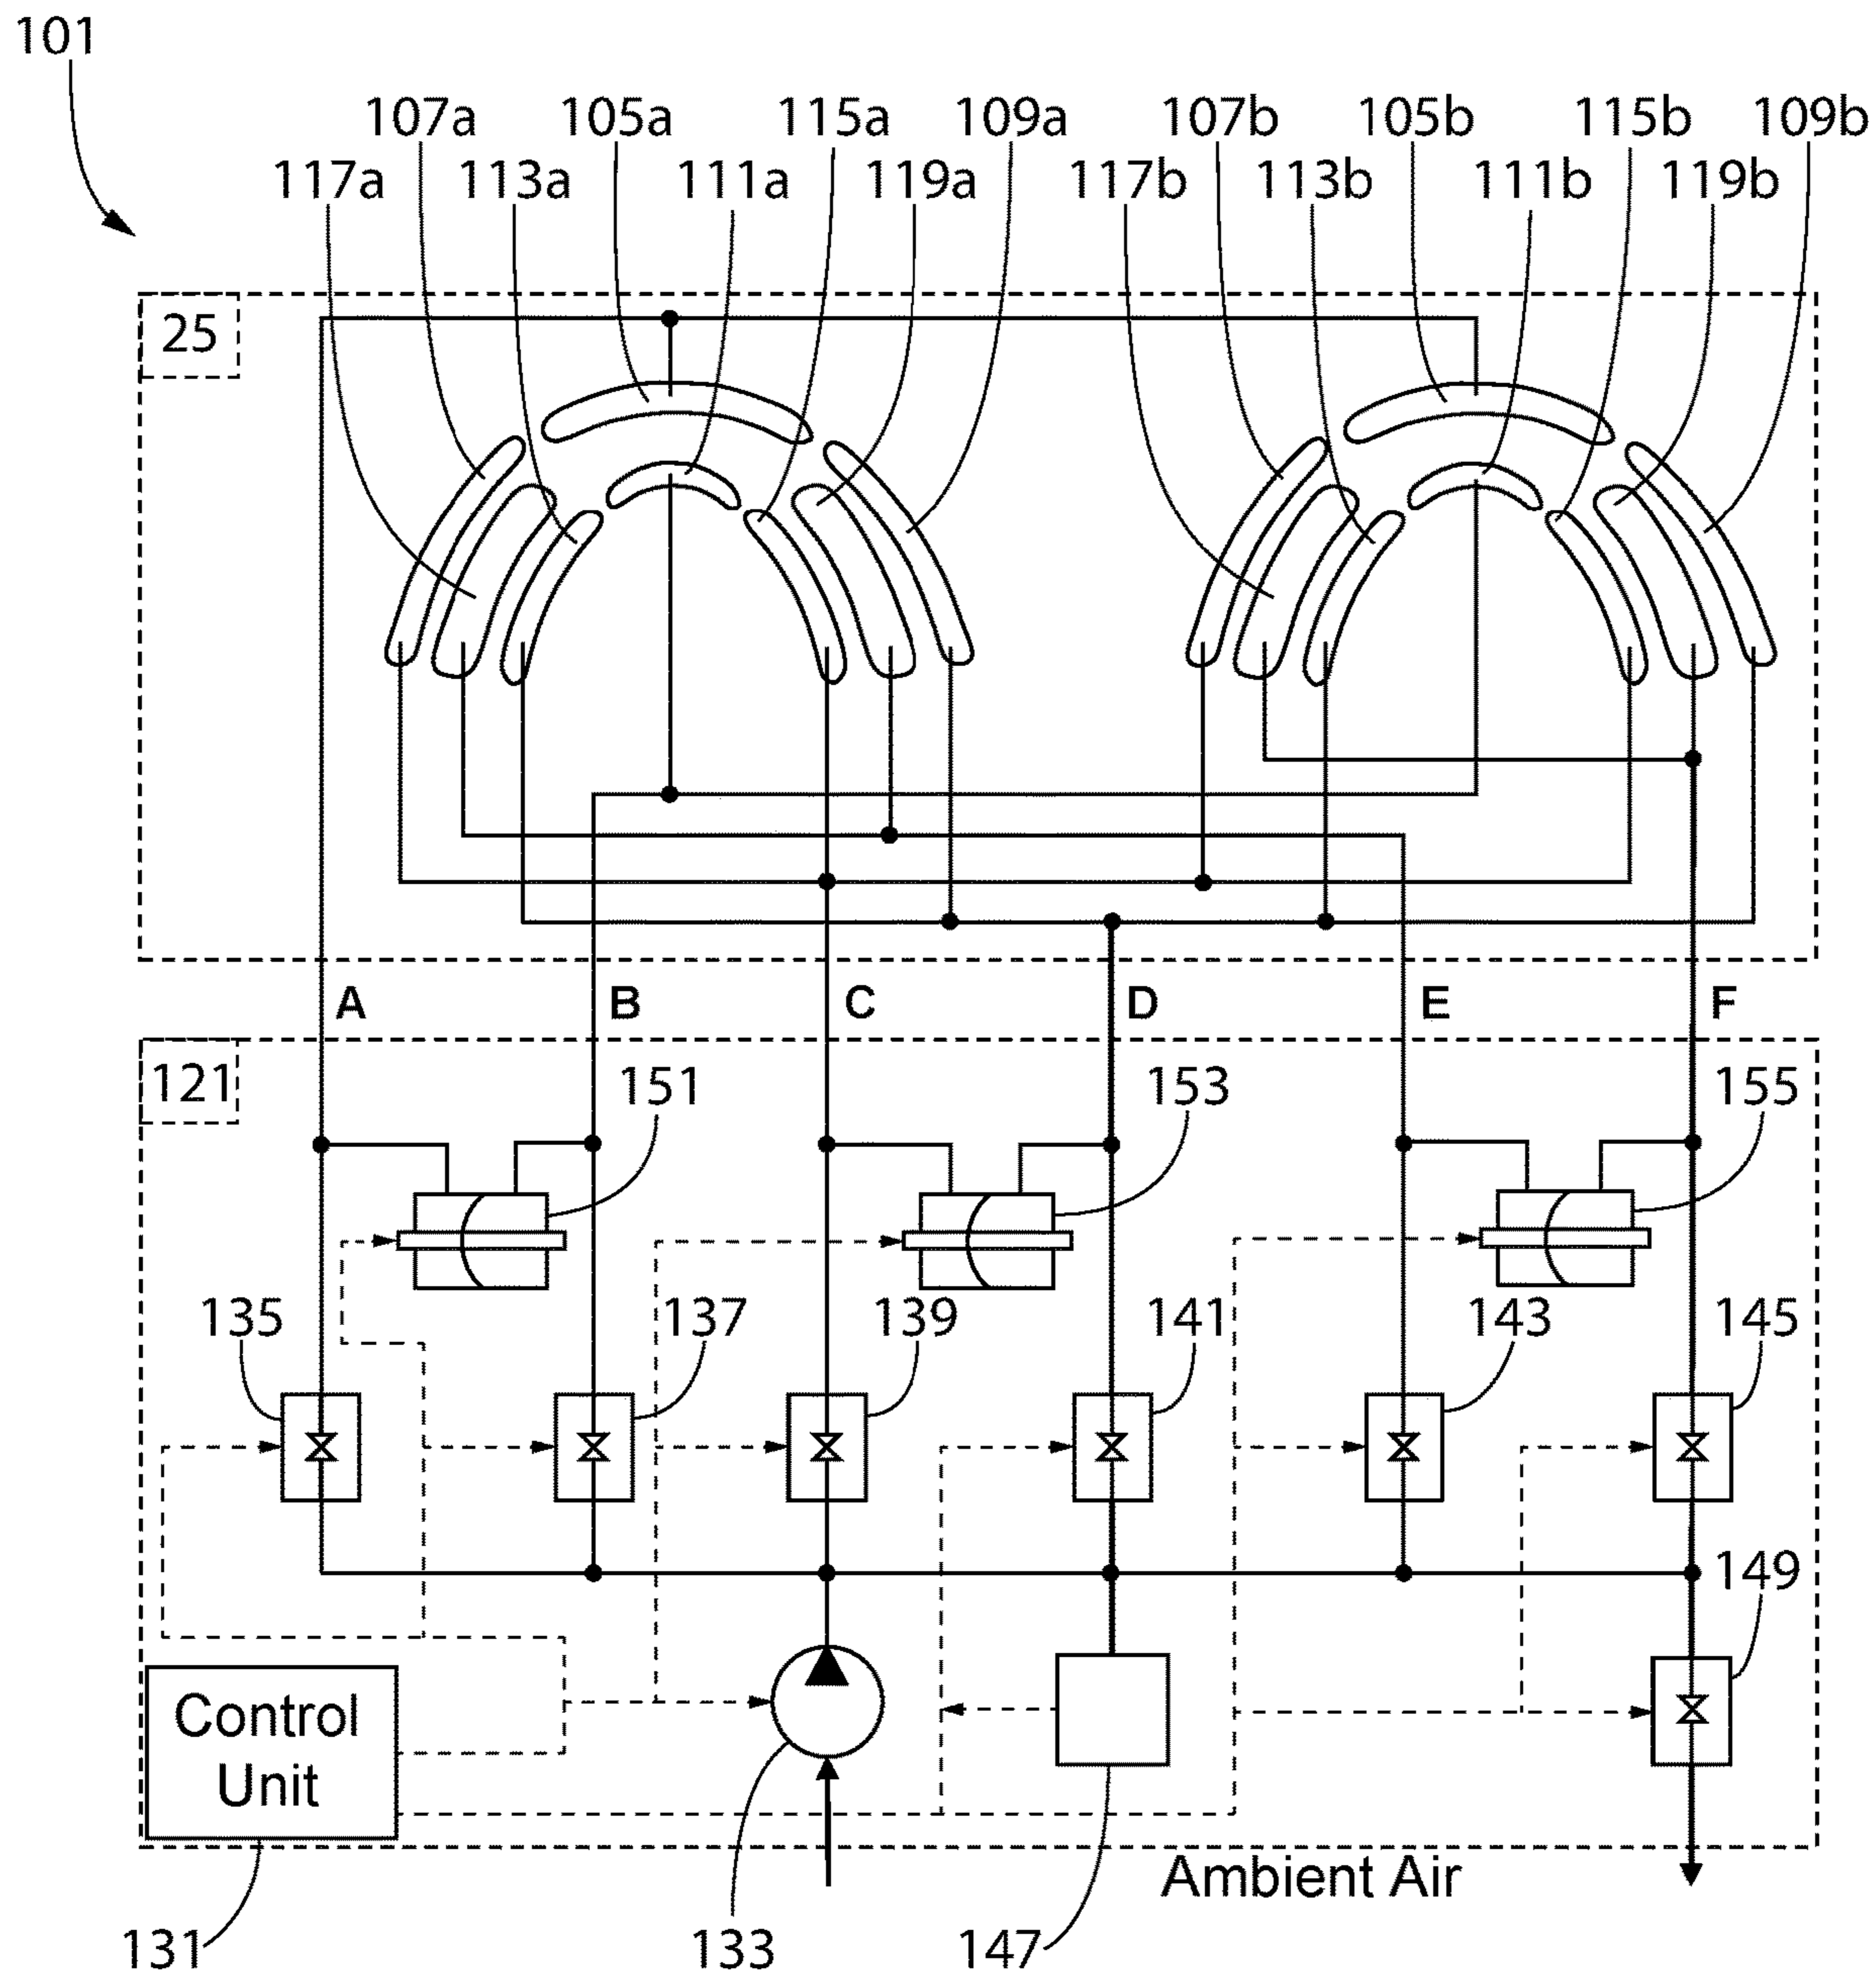 101
107a 105a 115a 109a 107b 105b 115b 109b
117a 113a 111a 119a 117b 113b 111b 119b
25
A B C D E F
121
151 153 155
135 137 139 141 143 145
149
Control
Unit
Ambient Air
131 133 147